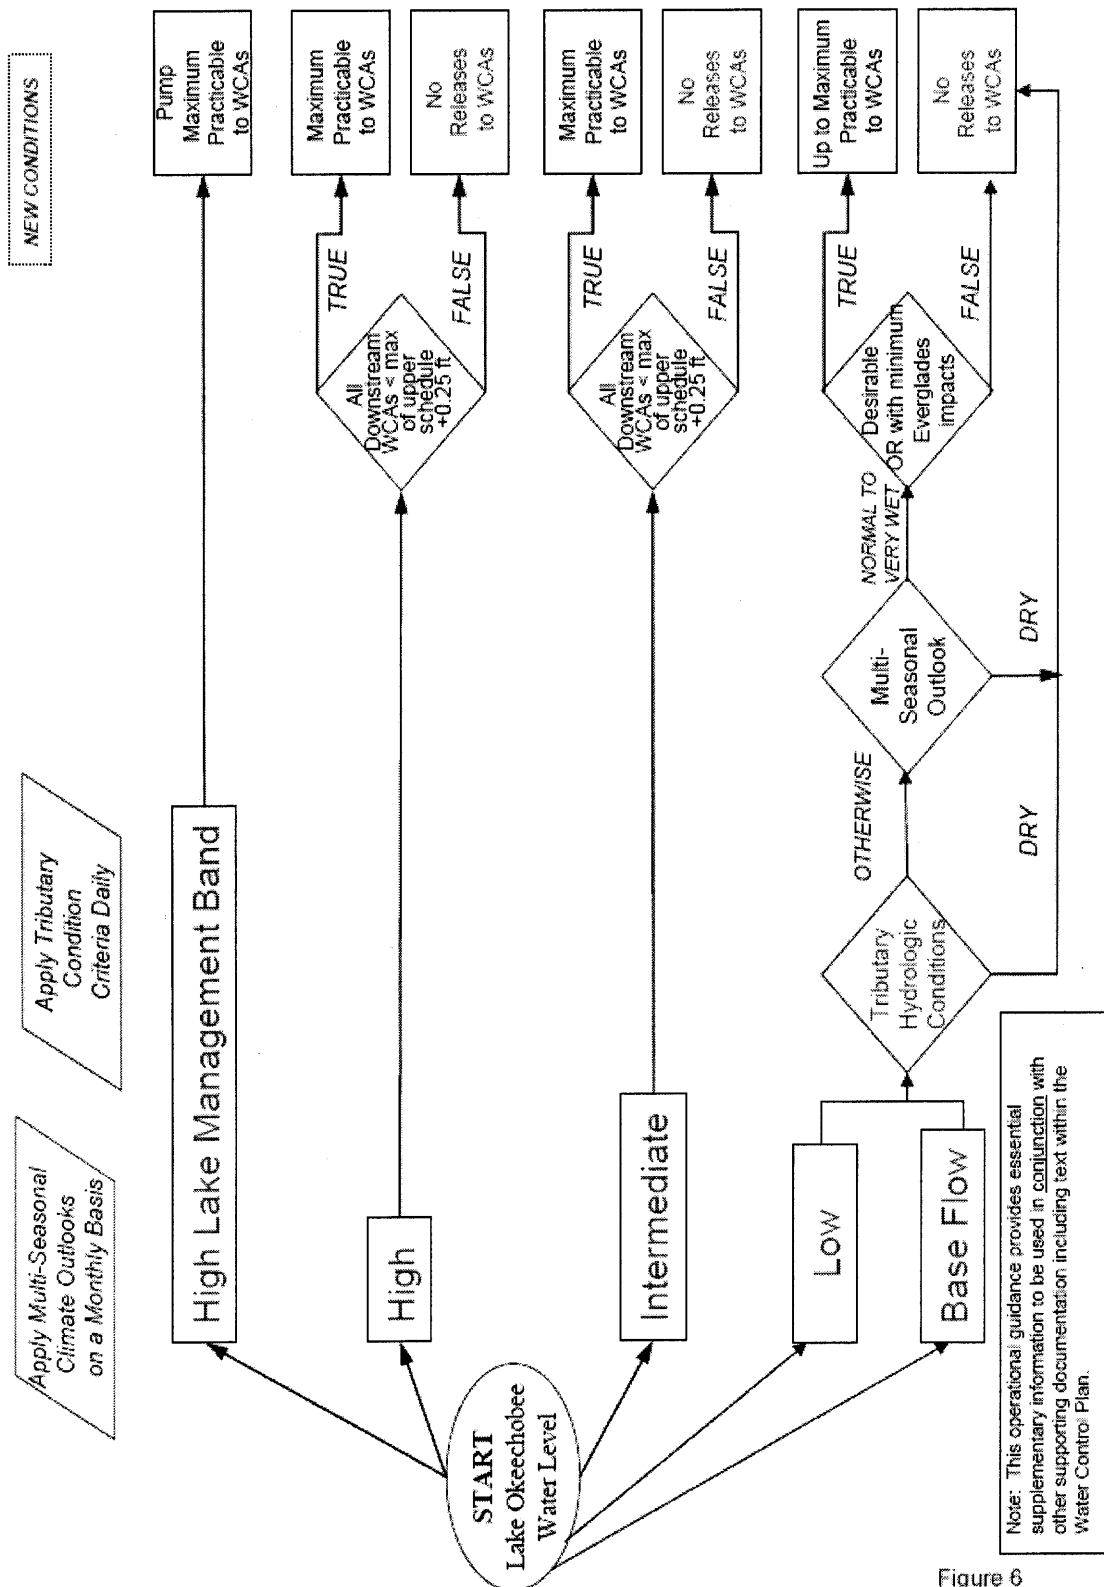 NEW CONDITIONS
Apply Multi-Seasonal
Climate Outlooks
on a Monthly Basis
Apply Tributary
Condition
Criteria Daily
START
Lake Okeechobee
Water Level
High Lake Management Band
Pump
Maximum
Practicable
to WCAs
High
All
Downstream
WCAs < max
of upper
schedule
+0.25 ft
TRUE
Maximum
Practicable
to WCAs
FALSE
No
Releases
to WCAs
Intermediate
All
Downstream
WCAs < max
of upper
schedule
+0.25 ft
TRUE
Maximum
Practicable
to WCAs
FALSE
No
Releases
to WCAs
Low
Base Flow
Tributary
Hydrologic
Conditions
OTHERWISE
DRY
Multi-
Seasonal
Outlook
NORMAL TO
VERY WET
DRY
Desirable
OR with minimum
Everglades
impacts
TRUE
Up to Maximum
Practicable
to WCAs
FALSE
No
Releases
to WCAs
Note: This operational guidance provides essential
supplementary information to be used in conjunction with
other supporting documentation including text within the
Water Control Plan.
Figure 6